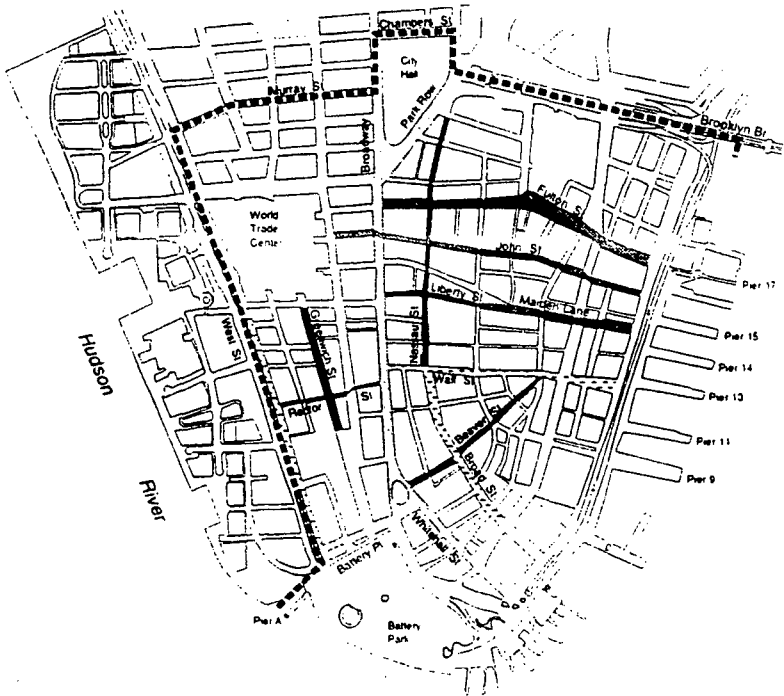 Chambers St
City
Hall
Murray St
Park Row
Broadway
Brooklyn Br
Fulton St
World
Trade
Center
John St
Pier 17
Liberty St
Maiden Lane
Greenwich St
Nassau St
West St
Pier 15
Hudson
River
Pier 14
Wall St
Pier 13
Rector St
Beaver St
Pier 11
Broad St
Pier 9
Whitehall St
Battery Pl
Pier A
Battery
Park